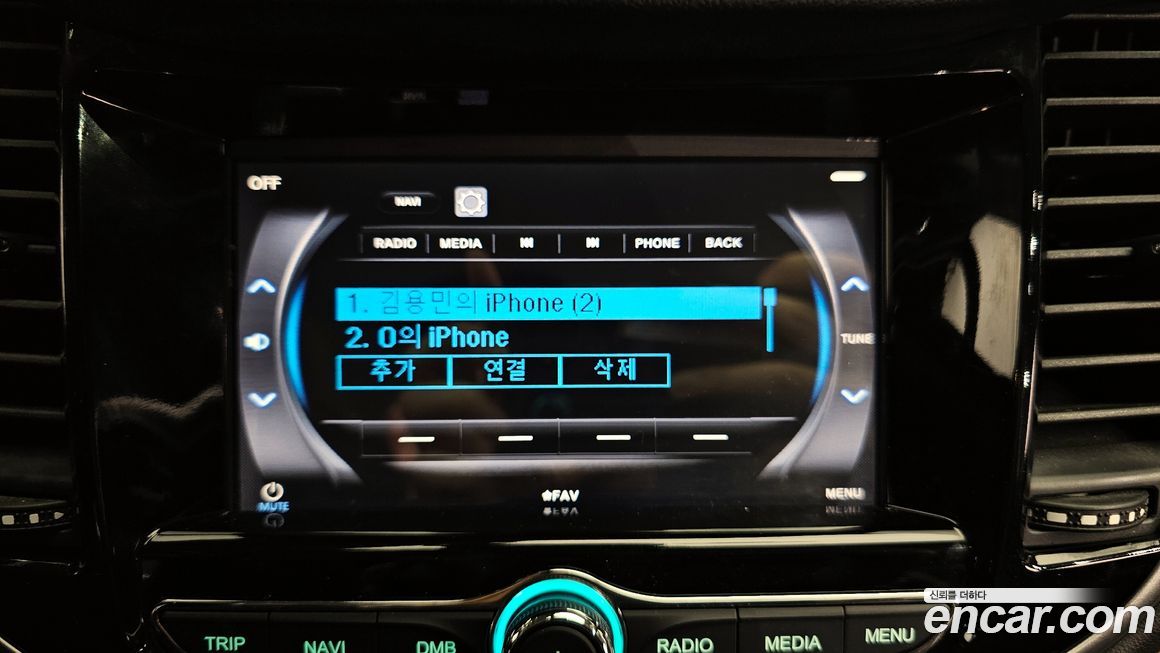 OFF
NAVI
RADIO MEDIA PHONE BACK
1. 김용민의 iPhone (2)
2. 0의 iPhone
추가 연결 삭제
TUNE
MUTE
FAV
MENU
TRIP NAVI DMB RADIO MEDIA MENU
신뢰를 더하다
encar.com